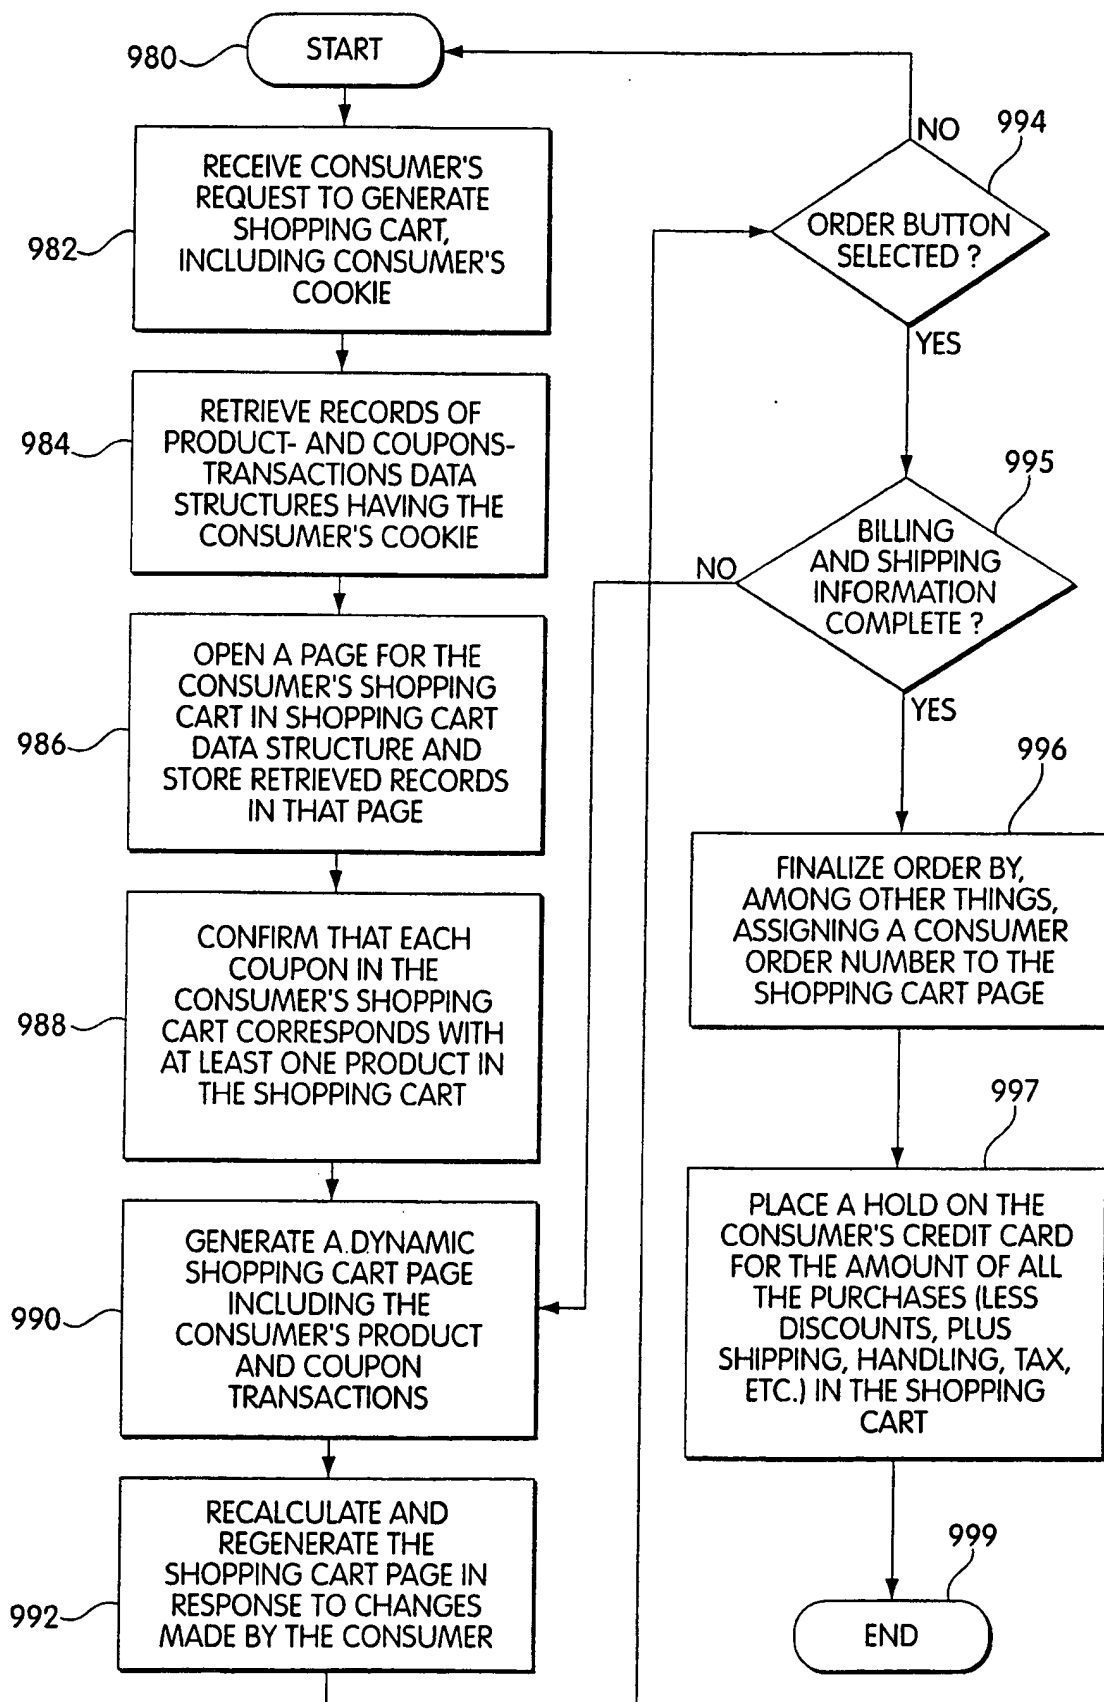 980
START
982
RECEIVE CONSUMER'S
REQUEST TO GENERATE
SHOPPING CART,
INCLUDING CONSUMER'S
COOKIE
984
RETRIEVE RECORDS OF
PRODUCT- AND COUPONS-
TRANSACTIONS DATA
STRUCTURES HAVING THE
CONSUMER'S COOKIE
986
OPEN A PAGE FOR THE
CONSUMER'S SHOPPING
CART IN SHOPPING CART
DATA STRUCTURE AND
STORE RETRIEVED RECORDS
IN THAT PAGE
988
CONFIRM THAT EACH
COUPON IN THE
CONSUMER'S SHOPPING
CART CORRESPONDS WITH
AT LEAST ONE PRODUCT IN
THE SHOPPING CART
990
GENERATE A DYNAMIC
SHOPPING CART PAGE
INCLUDING THE
CONSUMER'S PRODUCT
AND COUPON
TRANSACTIONS
992
RECALCULATE AND
REGENERATE THE
SHOPPING CART PAGE IN
RESPONSE TO CHANGES
MADE BY THE CONSUMER
NO
994
ORDER BUTTON
SELECTED ?
YES
995
NO
BILLING
AND SHIPPING
INFORMATION
COMPLETE ?
YES
996
FINALIZE ORDER BY,
AMONG OTHER THINGS,
ASSIGNING A CONSUMER
ORDER NUMBER TO THE
SHOPPING CART PAGE
997
PLACE A HOLD ON THE
CONSUMER'S CREDIT CARD
FOR THE AMOUNT OF ALL
THE PURCHASES (LESS
DISCOUNTS, PLUS
SHIPPING, HANDLING, TAX,
ETC.) IN THE SHOPPING
CART
999
END